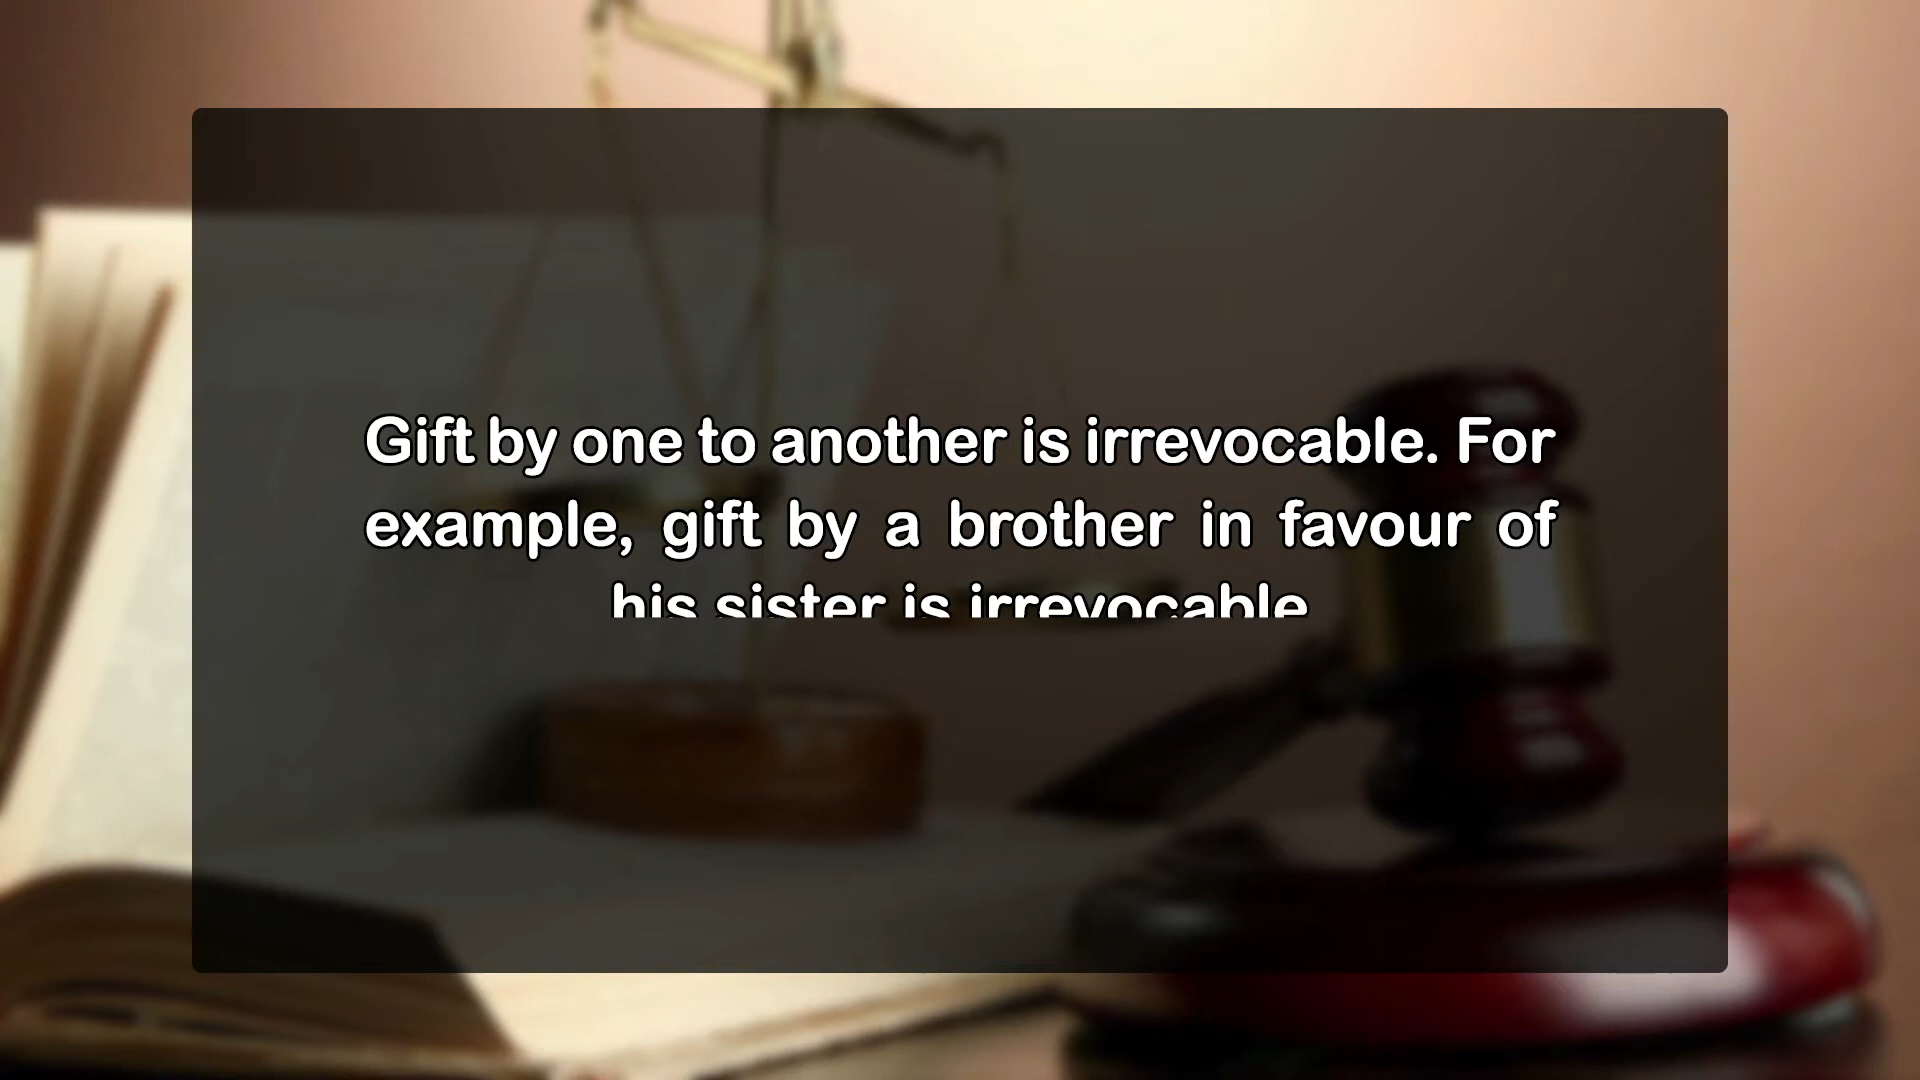 Gift by one to another is irrevocable. For
example, gift by a brother in favour of
his sister is irrevocable